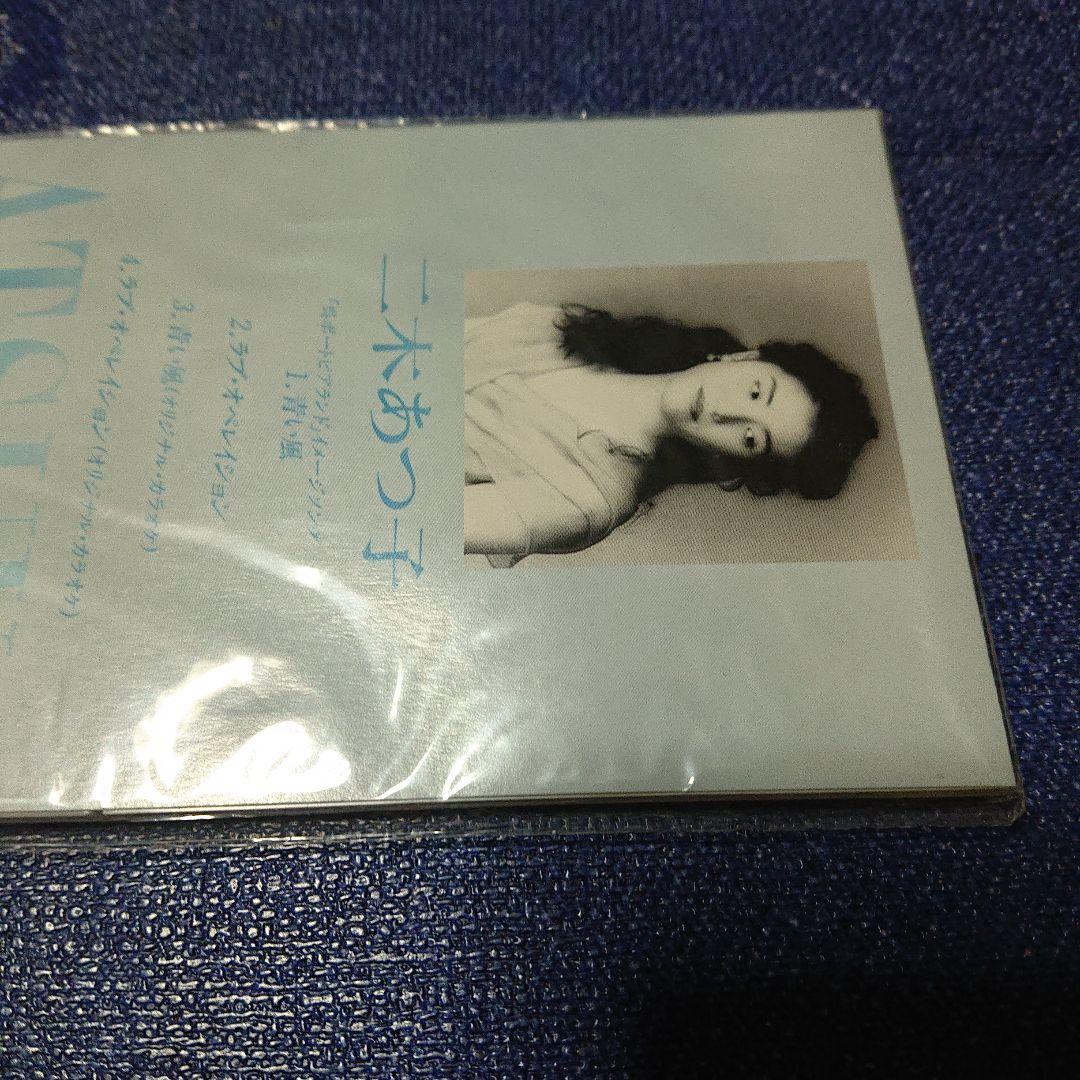 二木あつ子
「呉ポートピアランド」イメージソング
1.青い風
2.ラブ・オペレイション
3.青い風(オリジナル・カラオケ)
4.ラブ・オペレイション(オリジナル・カラオケ)